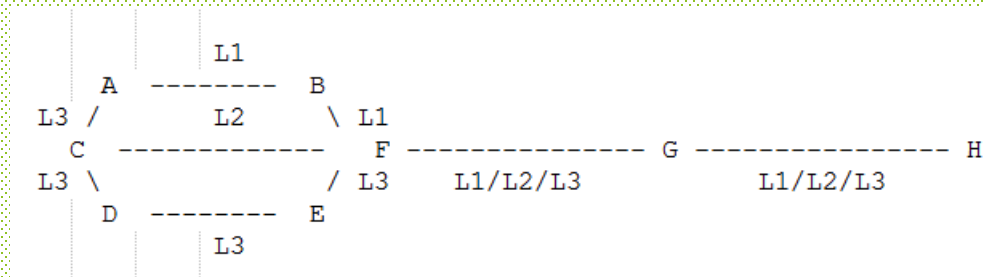 L1
A -------- B
L3 / L2 \ L1
C ------------- F --------------- G ---------------- H
L3 \ / L3 L1/L2/L3 L1/L2/L3
D -------- E
L3